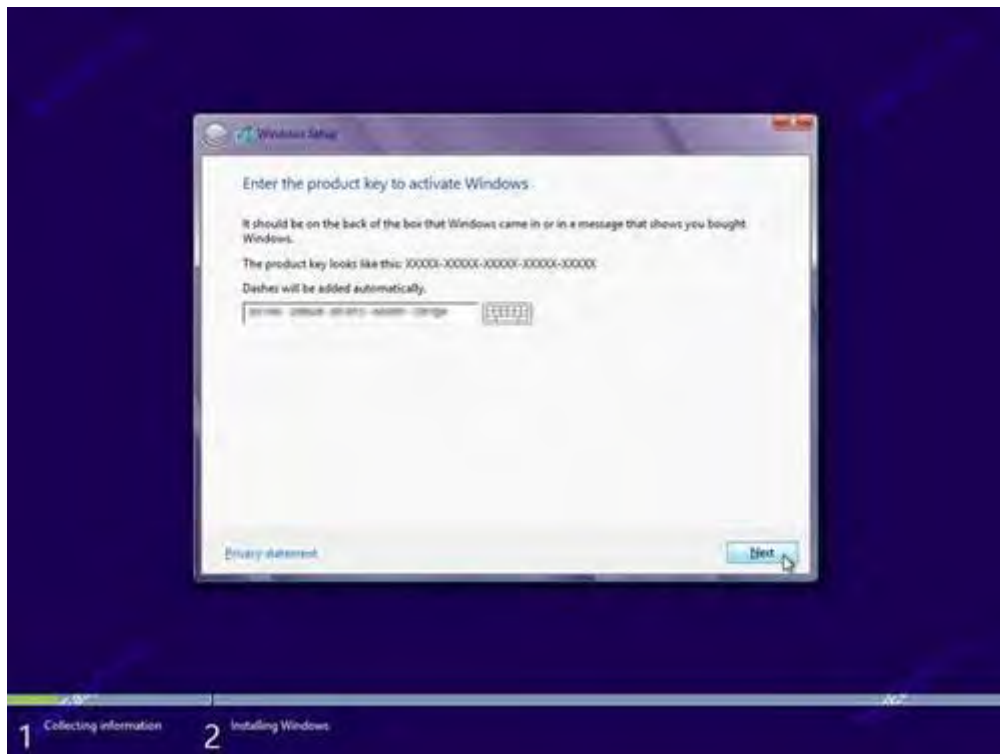 Windows Setup
Enter the product key to activate Windows
It should be on the back of the box that Windows came in or in a message that shows you bought
Windows.
The product key looks like this: XXXXX-XXXXX-XXXXX-XXXXX-XXXXX
Dashes will be added automatically.
Privacy statement
Next
1 Collecting information
2 Installing Windows